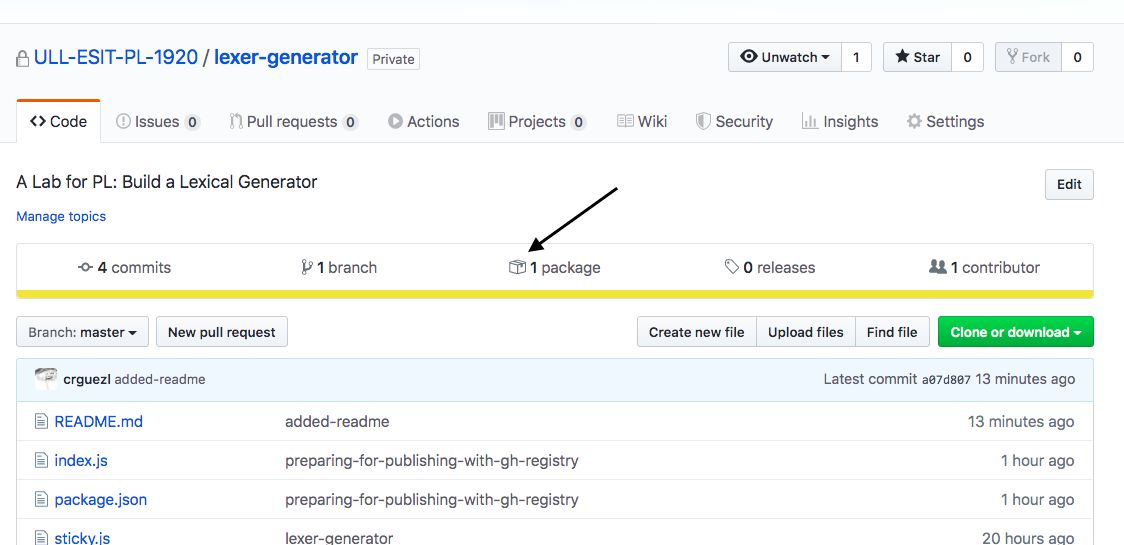 ULL-ESIT-PL-1920 / lexer-generator Private Unwatch 1 Star 0 Fork 0
Code Issues 0 Pull requests 0 Actions Projects 0 Wiki Security Insights Settings
A Lab for PL: Build a Lexical Generator Edit
Manage topics
4 commits 1 branch 1 package 0 releases 1 contributor
Branch: master New pull request Create new file Upload files Find file Clone or download
crguezl added-readme Latest commit a07d807 13 minutes ago
README.md added-readme 13 minutes ago
index.js preparing-for-publishing-with-gh-registry 1 hour ago
package.json preparing-for-publishing-with-gh-registry 1 hour ago
sticky.js lexer-generator 20 hours ago